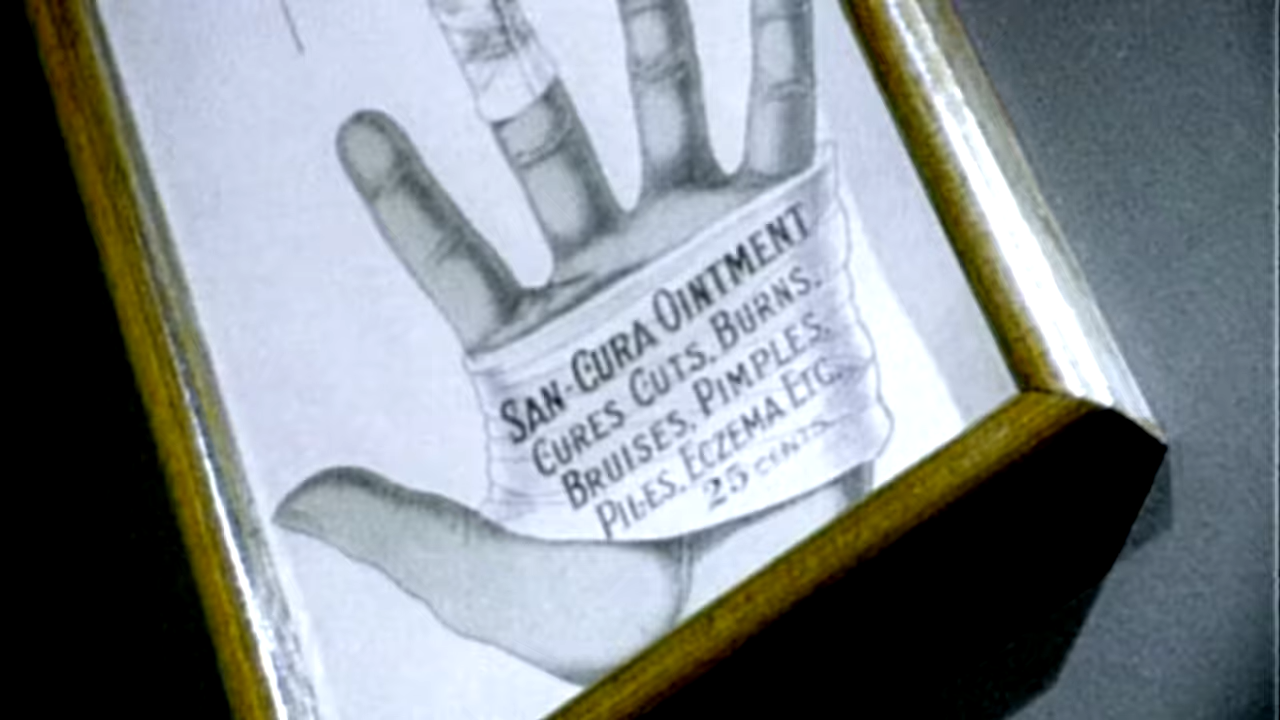 SAN-CURA OINTMENT
CURES CUTS. BURNS.
BRUISES. PIMPLES.
PILES. ECZEMA ETC.
25 CENTS.